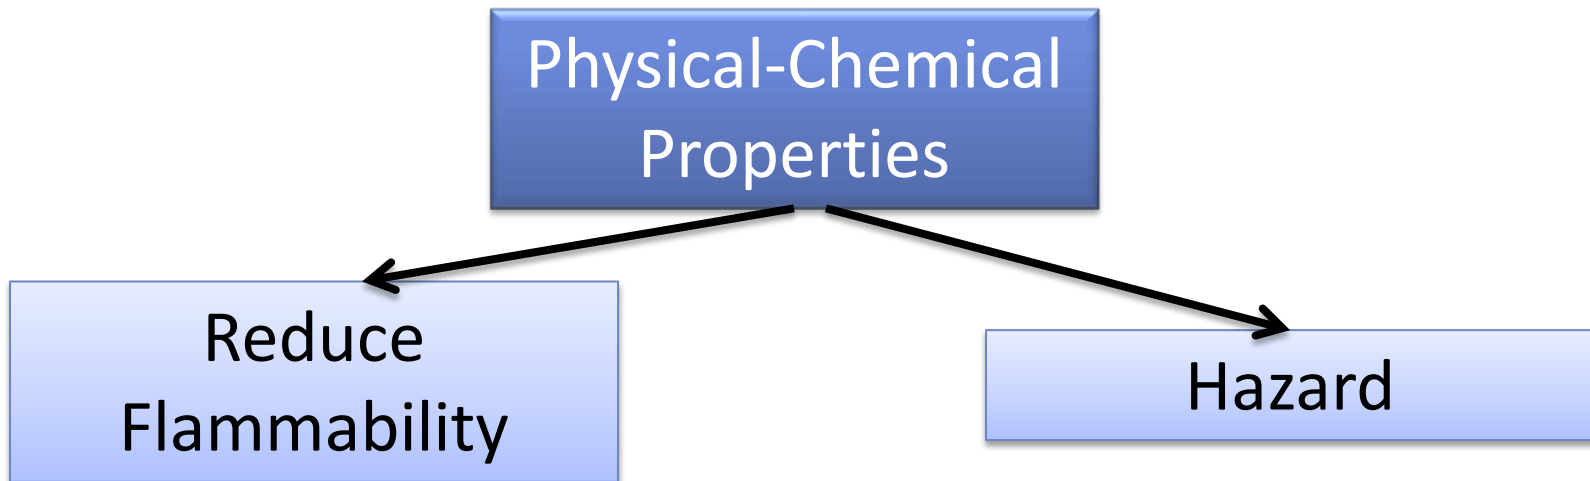 Physical-Chemical
Properties
Reduce
Flammability
Hazard